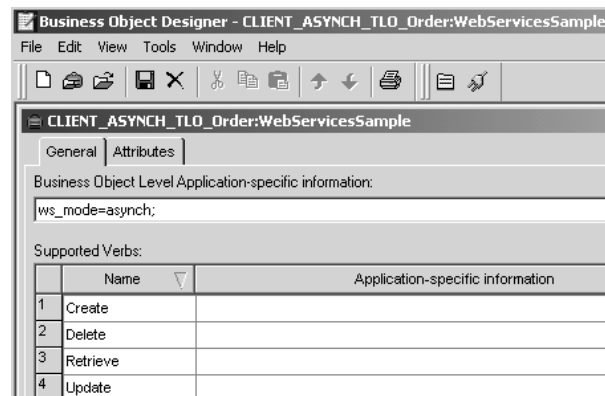 Business Object Designer - CLIENT_ASYNCH_TLO_Order:WebServicesSample
File Edit View Tools Window Help
CLIENT_ASYNCH_TLO_Order:WebServicesSample
General Attributes
Business Object Level Application-specific information:
ws_mode=asynch;
Supported Verbs:
Name Application-specific information
1 Create
2 Delete
3 Retrieve
4 Update